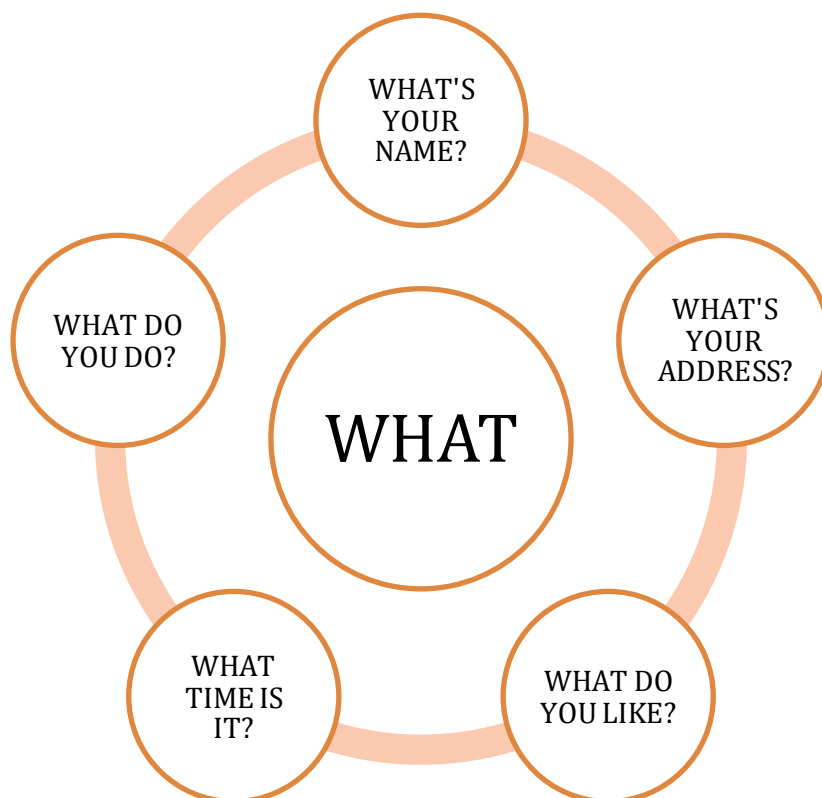 WHAT'S
YOUR
NAME?
WHAT'S
YOUR
ADDRESS?
WHAT DO
YOU LIKE?
WHAT
TIME IS
IT?
WHAT DO
YOU DO?
WHAT